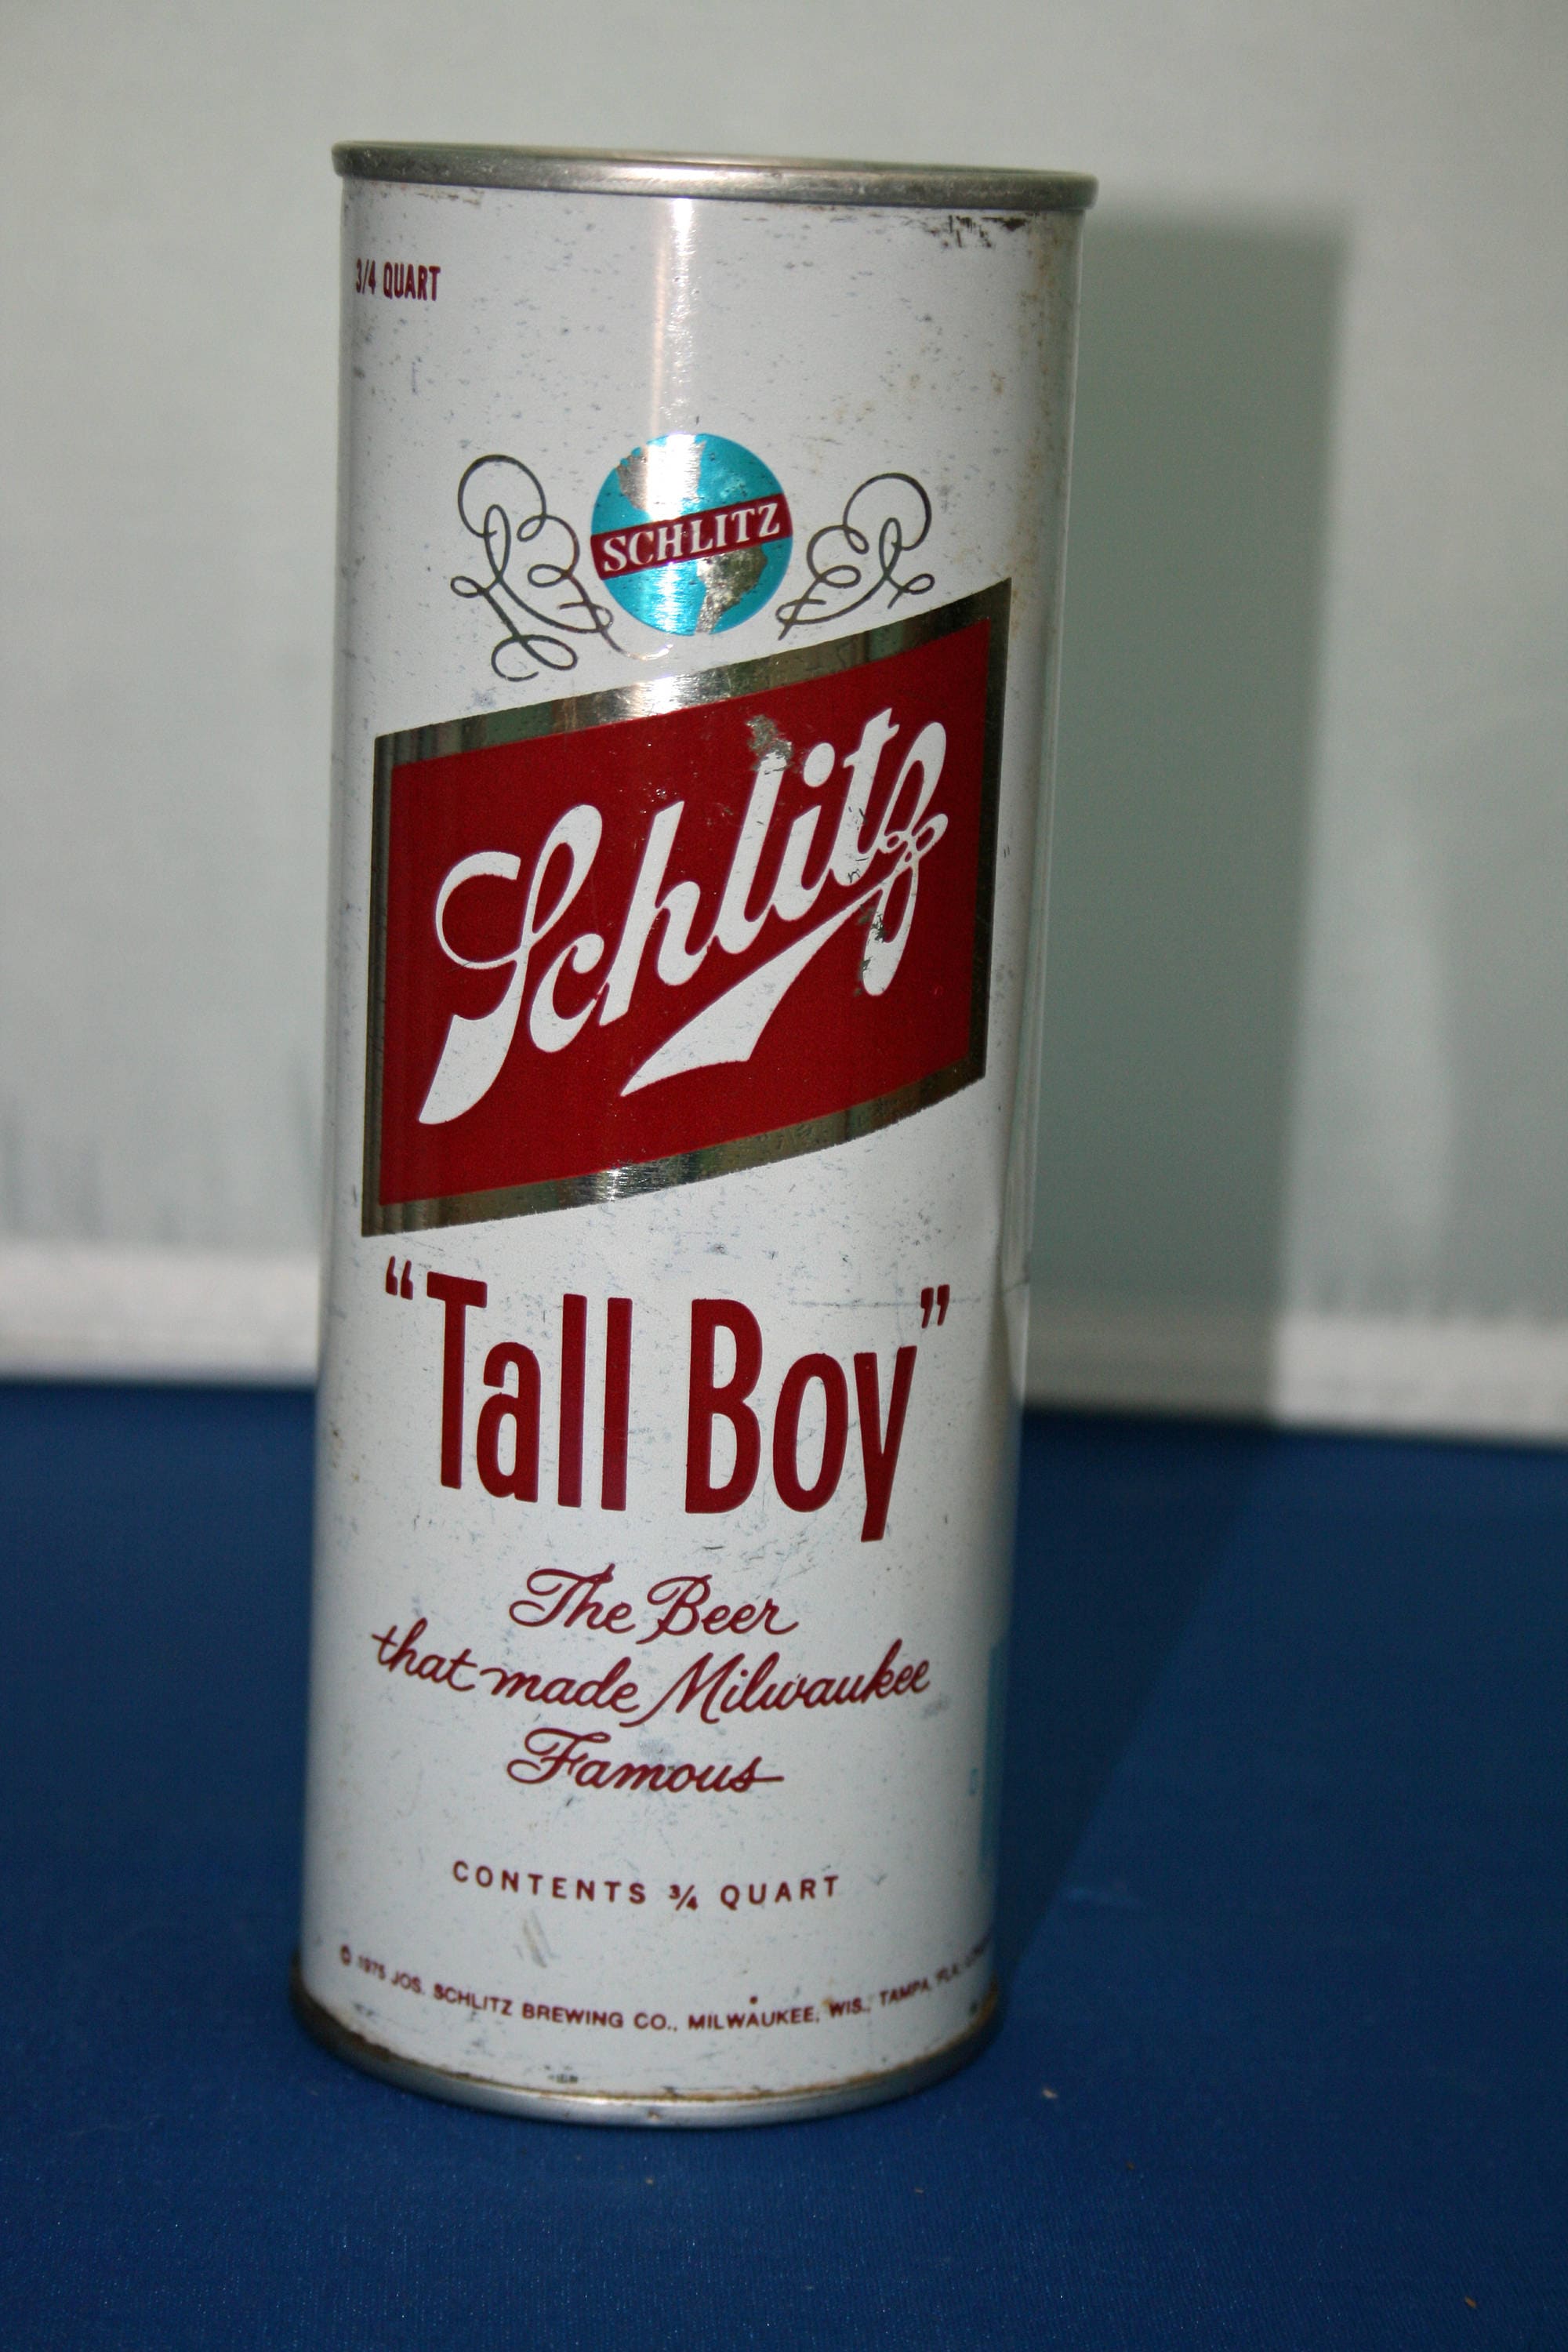 3/4 QUART
SCHLITZ
Schlitz
“Tall Boy”
The Beer
that made Milwaukee
Famous
CONTENTS ¾ QUART
© 1975 JOS. SCHLITZ BREWING CO., MILWAUKEE, WIS., TAMPA, FLA.